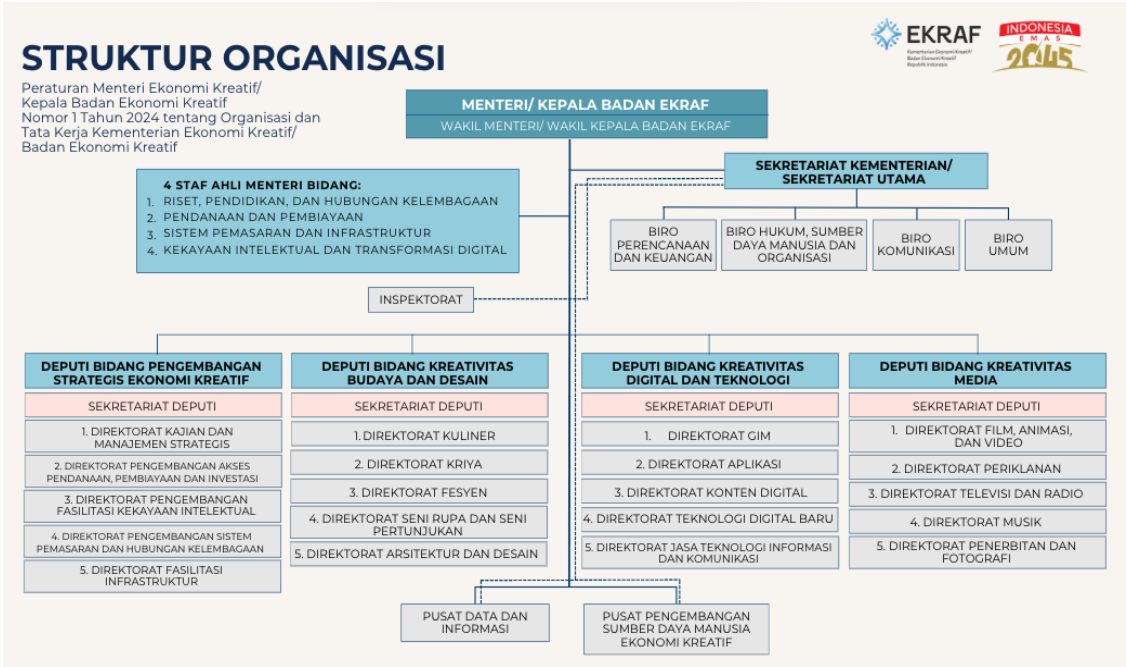 STRUKTUR ORGANISASI
Peraturan Menteri Ekonomi Kreatif/
Kepala Badan Ekonomi Kreatif
Nomor 1 Tahun 2024 tentang Organisasi dan
Tata Kerja Kementerian Ekonomi Kreatif/
Badan Ekonomi Kreatif
EKRAF
Kementerian Ekonomi Kreatif/
Badan Ekonomi Kreatif
Republik Indonesia
INDONESIA
EMAS
2045
MENTERI/ KEPALA BADAN EKRAF
WAKIL MENTERI/ WAKIL KEPALA BADAN EKRAF
SEKRETARIAT KEMENTERIAN/
SEKRETARIAT UTAMA
4 STAF AHLI MENTERI BIDANG:
1. RISET, PENDIDIKAN, DAN HUBUNGAN KELEMBAGAAN
2. PENDANAAN DAN PEMBIAYAAN
3. SISTEM PEMASARAN DAN INFRASTRUKTUR
4. KEKAYAAN INTELEKTUAL DAN TRANSFORMASI DIGITAL
BIRO
PERENCANAAN
DAN KEUANGAN
BIRO HUKUM, SUMBER
DAYA MANUSIA DAN
ORGANISASI
BIRO
KOMUNIKASI
BIRO
UMUM
INSPEKTORAT
DEPUTI BIDANG PENGEMBANGAN
STRATEGIS EKONOMI KREATIF
SEKRETARIAT DEPUTI
1. DIREKTORAT KAJIAN DAN
MANAJEMEN STRATEGIS
2. DIREKTORAT PENGEMBANGAN AKSES
PENDANAAN, PEMBIAYAAN DAN INVESTASI
3. DIREKTORAT PENGEMBANGAN
FASILITASI KEKAYAAN INTELEKTUAL
4. DIREKTORAT PENGEMBANGAN SISTEM
PEMASARAN DAN HUBUNGAN KELEMBAGAAN
5. DIREKTORAT FASILITASI
INFRASTRUKTUR
DEPUTI BIDANG KREATIVITAS
BUDAYA DAN DESAIN
SEKRETARIAT DEPUTI
1. DIREKTORAT KULINER
2. DIREKTORAT KRIYA
3. DIREKTORAT FESYEN
4. DIREKTORAT SENI RUPA DAN SENI
PERTUNJUKAN
5. DIREKTORAT ARSITEKTUR DAN DESAIN
DEPUTI BIDANG KREATIVITAS
DIGITAL DAN TEKNOLOGI
SEKRETARIAT DEPUTI
1. DIREKTORAT GIM
2. DIREKTORAT APLIKASI
3. DIREKTORAT KONTEN DIGITAL
4. DIREKTORAT TEKNOLOGI DIGITAL BARU
5. DIREKTORAT JASA TEKNOLOGI INFORMASI
DAN KOMUNIKASI
DEPUTI BIDANG KREATIVITAS
MEDIA
SEKRETARIAT DEPUTI
1. DIREKTORAT FILM, ANIMASI,
DAN VIDEO
2. DIREKTORAT PERIKLANAN
3. DIREKTORAT TELEVISI DAN RADIO
4. DIREKTORAT MUSIK
5. DIREKTORAT PENERBITAN DAN
FOTOGRAFI
PUSAT DATA DAN
INFORMASI
PUSAT PENGEMBANGAN
SUMBER DAYA MANUSIA
EKONOMI KREATIF